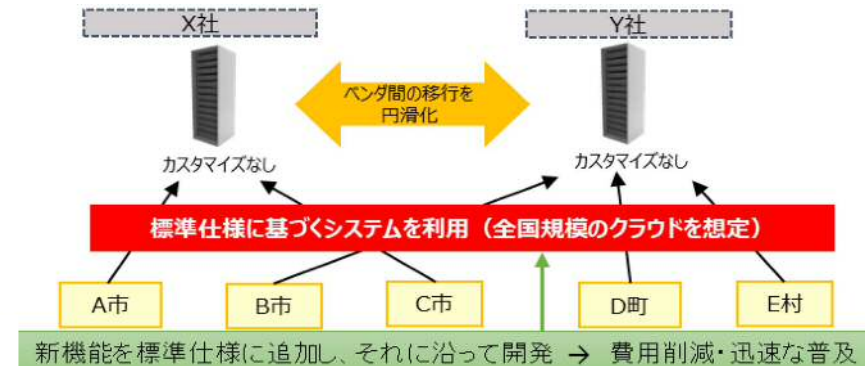 X社
Y社
ベンダ間の移行を
円滑化
カスタマイズなし
カスタマイズなし
標準仕様に基づくシステムを利用（全国規模のクラウドを想定）
A市
B市
C市
D町
E村
新機能を標準仕様に追加し、それに沿って開発 → 費用削減・迅速な普及